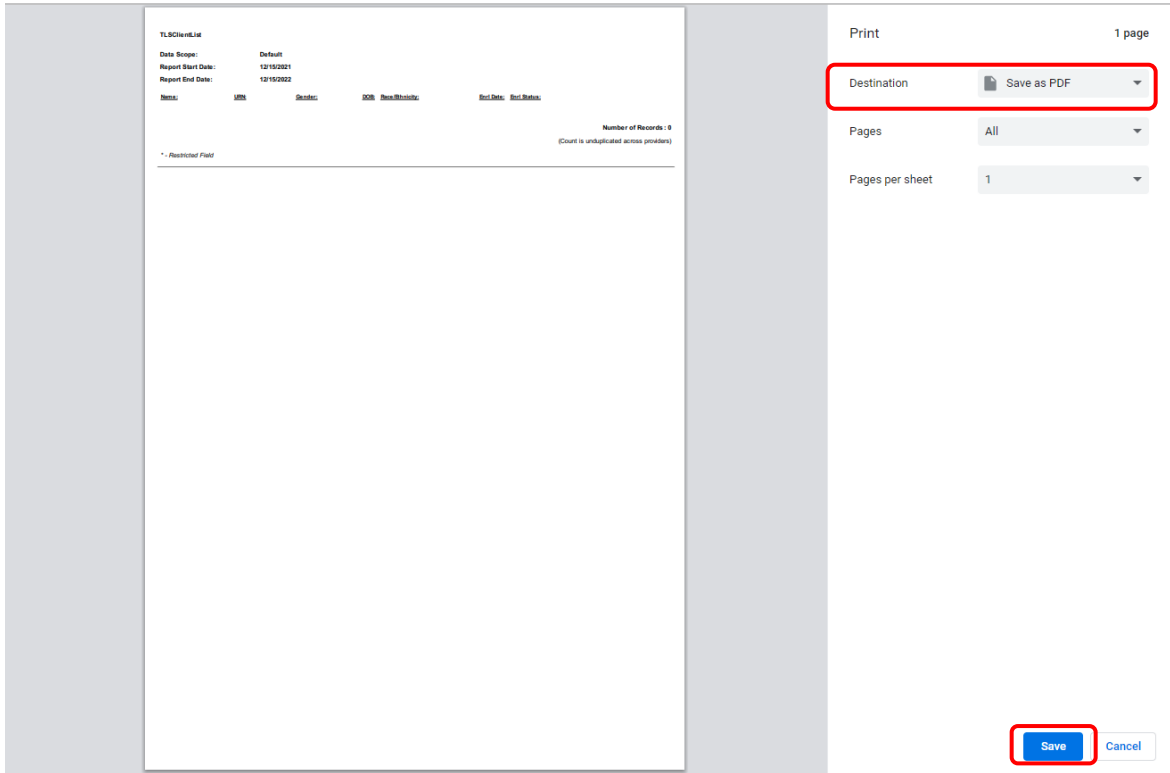 TLSClientList
Data Scope: Default
Report Start Date: 12/15/2021
Report End Date: 12/15/2022
Name: URN: Gender: DOB: Race/Ethnicity: Enrl.Date: Enrl.Status:
Number of Records : 0
(Count is unduplicated across providers)
* - Restricted Field
Print 1 page
Destination Save as PDF
Pages All
Pages per sheet 1
Save Cancel